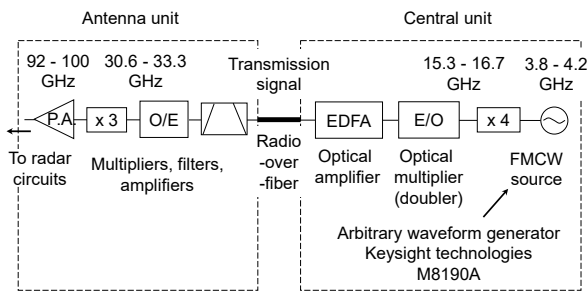 Antenna unit
Central unit
92 - 100
GHz
30.6 - 33.3
GHz
Transmission
signal
15.3 - 16.7
GHz
3.8 - 4.2
GHz
P.A.
x 3
O/E
EDFA
E/O
x 4
To radar
circuits
Multipliers, filters,
amplifiers
Radio
-over
-fiber
Optical
amplifier
Optical
multiplier
(doubler)
FMCW
source
Arbitrary waveform generator
Keysight technologies
M8190A